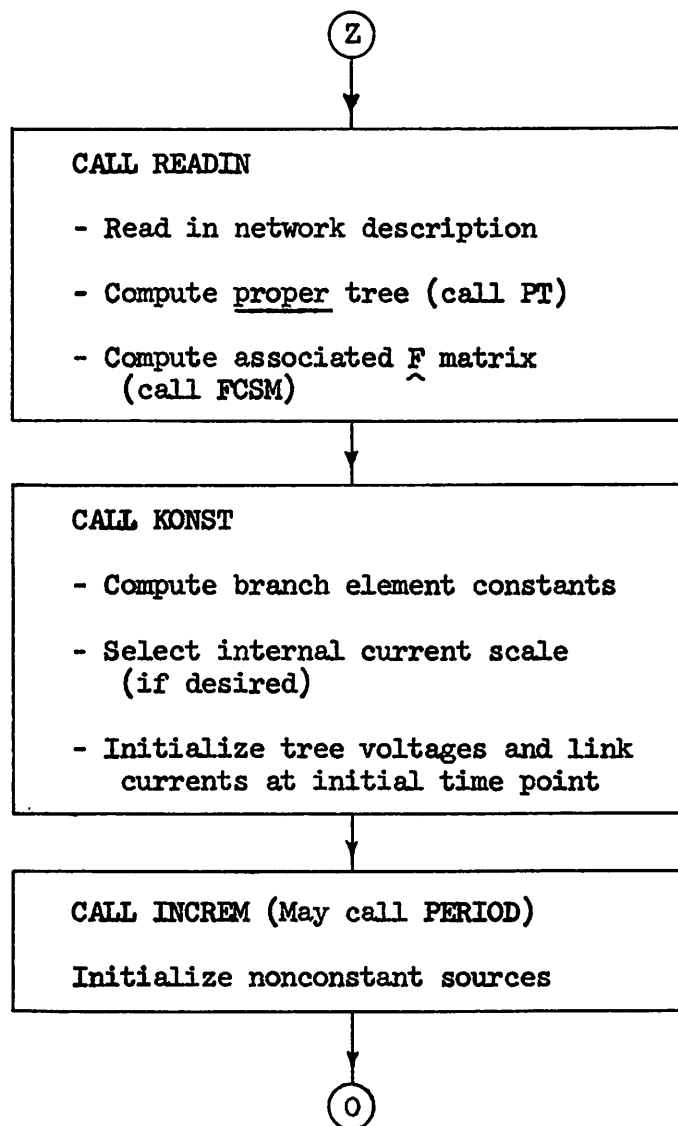 Z
CALL READIN
- Read in network description
- Compute proper tree (call PT)
- Compute associated F matrix
(call FCSM)
CALL KONST
- Compute branch element constants
- Select internal current scale
(if desired)
- Initialize tree voltages and link
currents at initial time point
CALL INCREM (May call PERIOD)
Initialize nonconstant sources
O